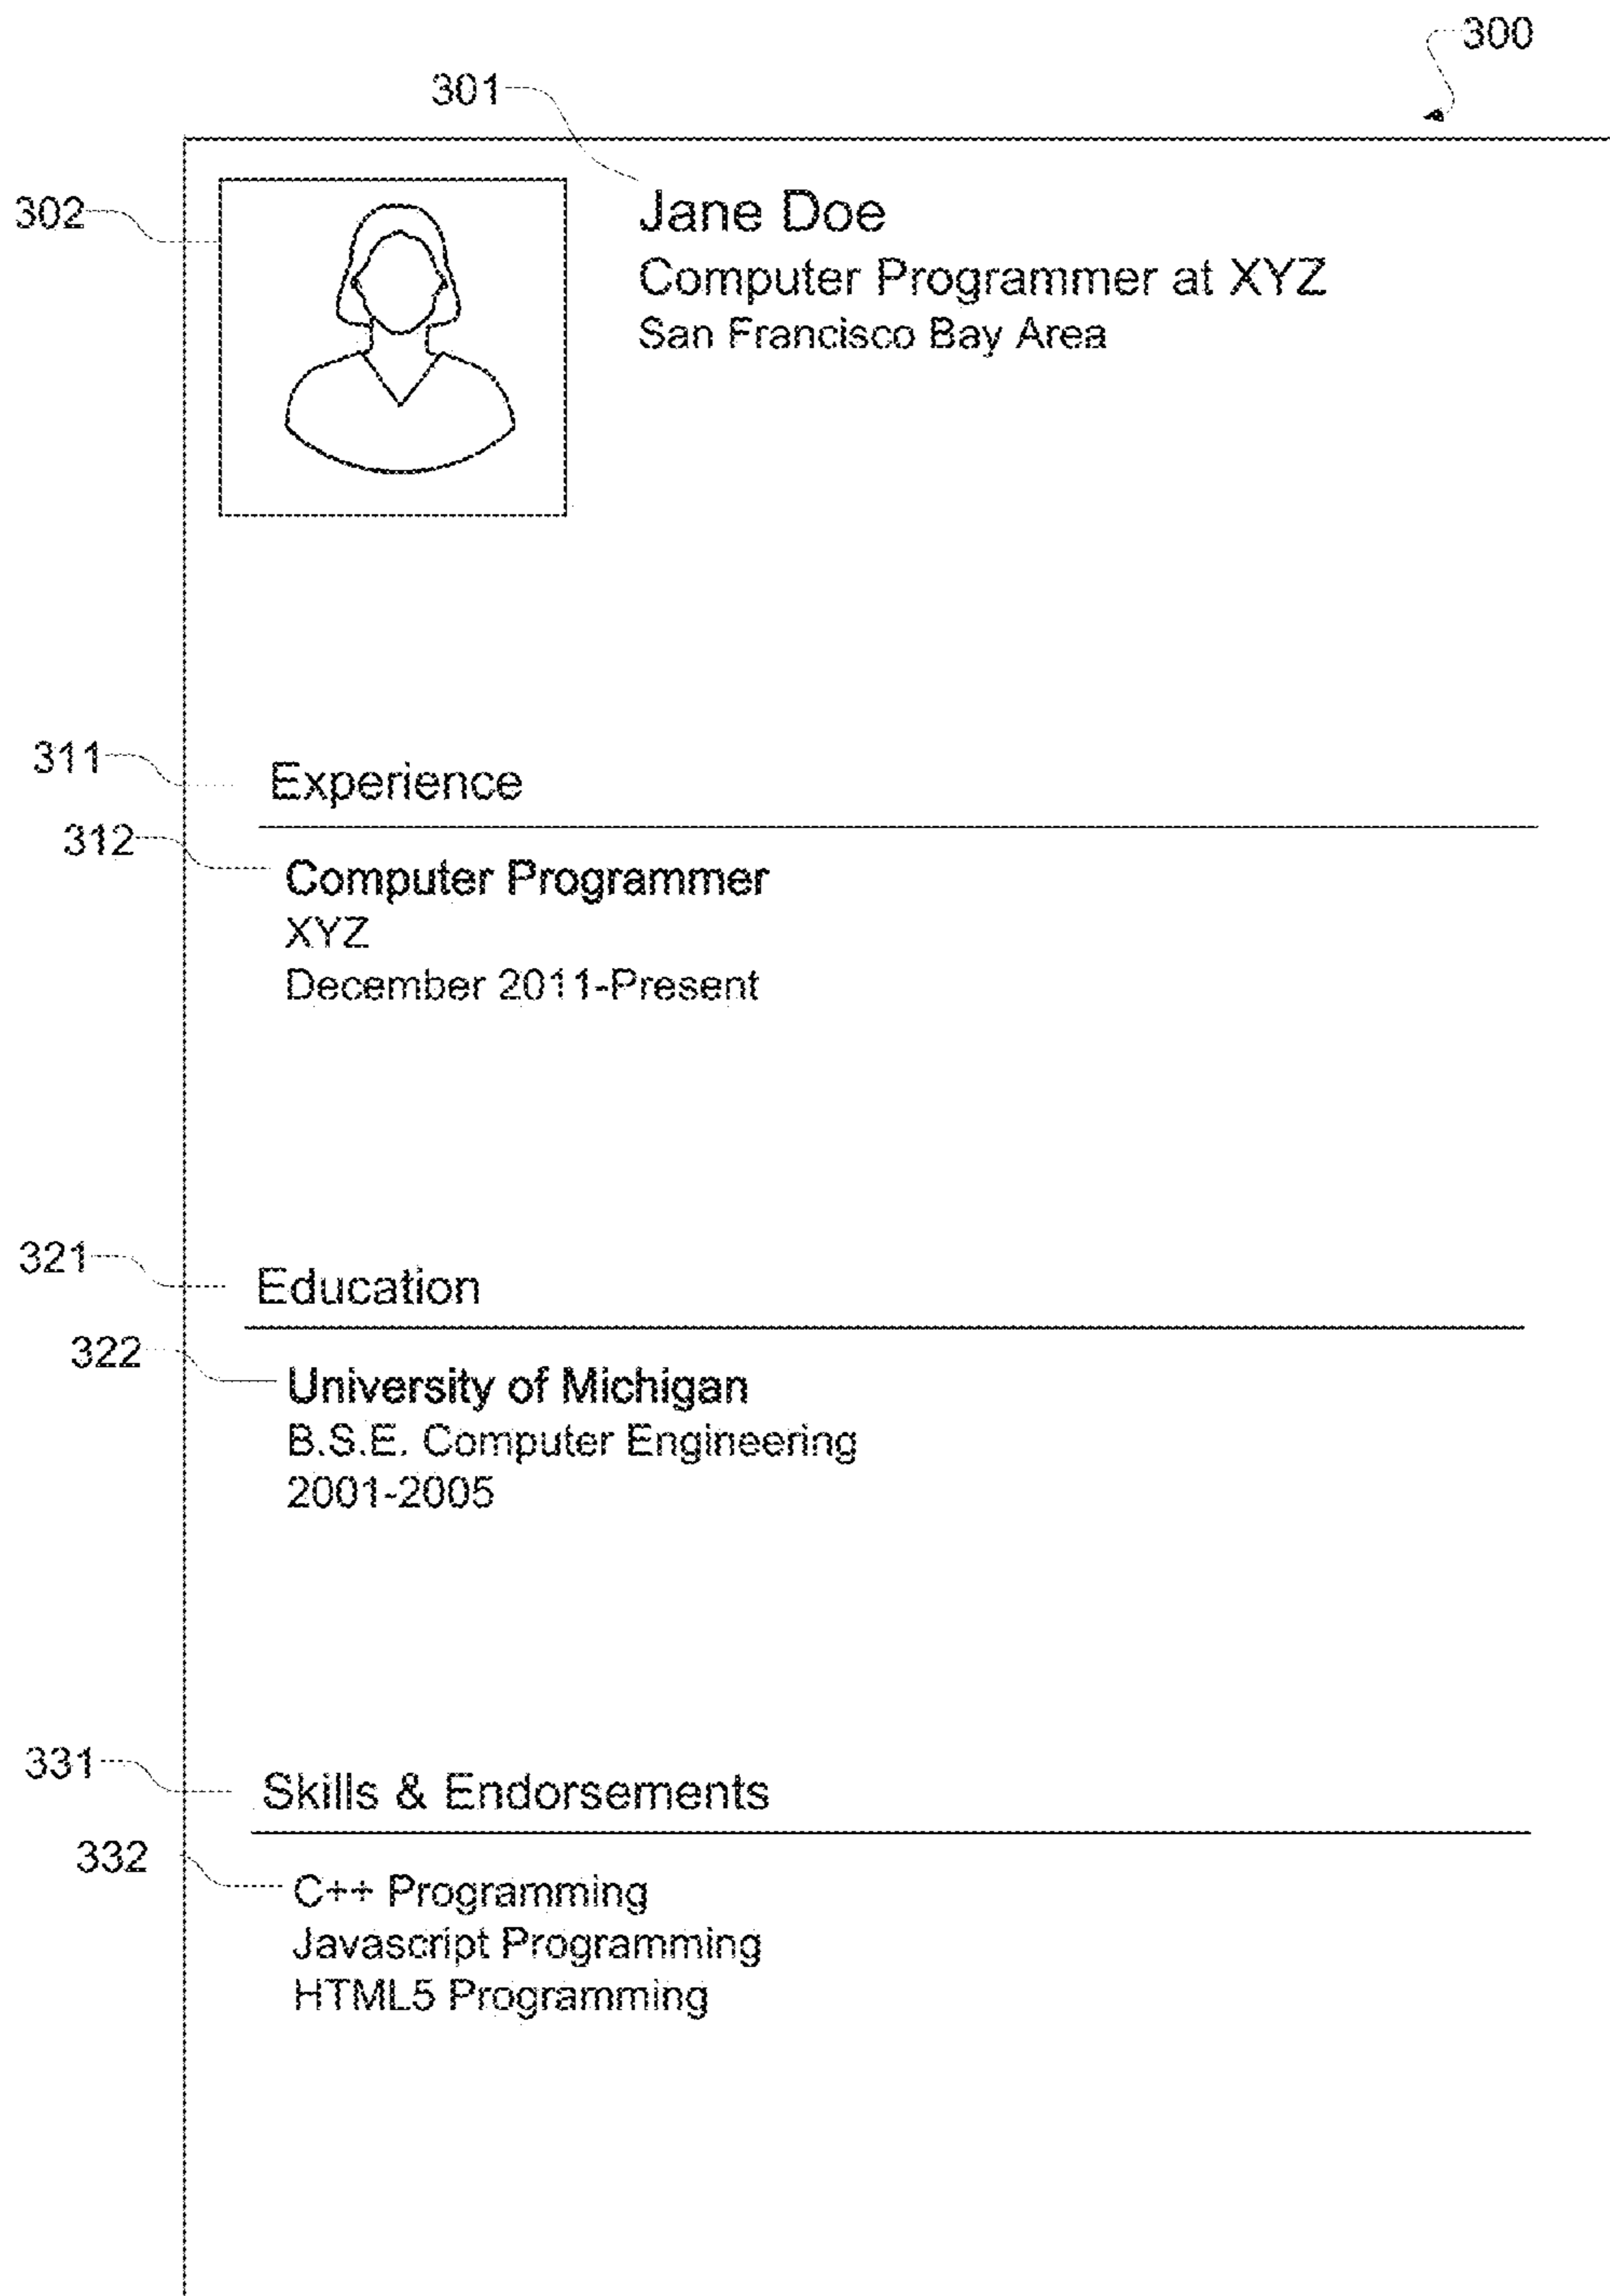 300
301
302
Jane Doe
Computer Programmer at XYZ
San Francisco Bay Area
311
Experience
312
Computer Programmer
XYZ
December 2011-Present
321
Education
322
University of Michigan
B.S.E. Computer Engineering
2001-2005
331
Skills & Endorsements
332
C++ Programming
Javascript Programming
HTML5 Programming